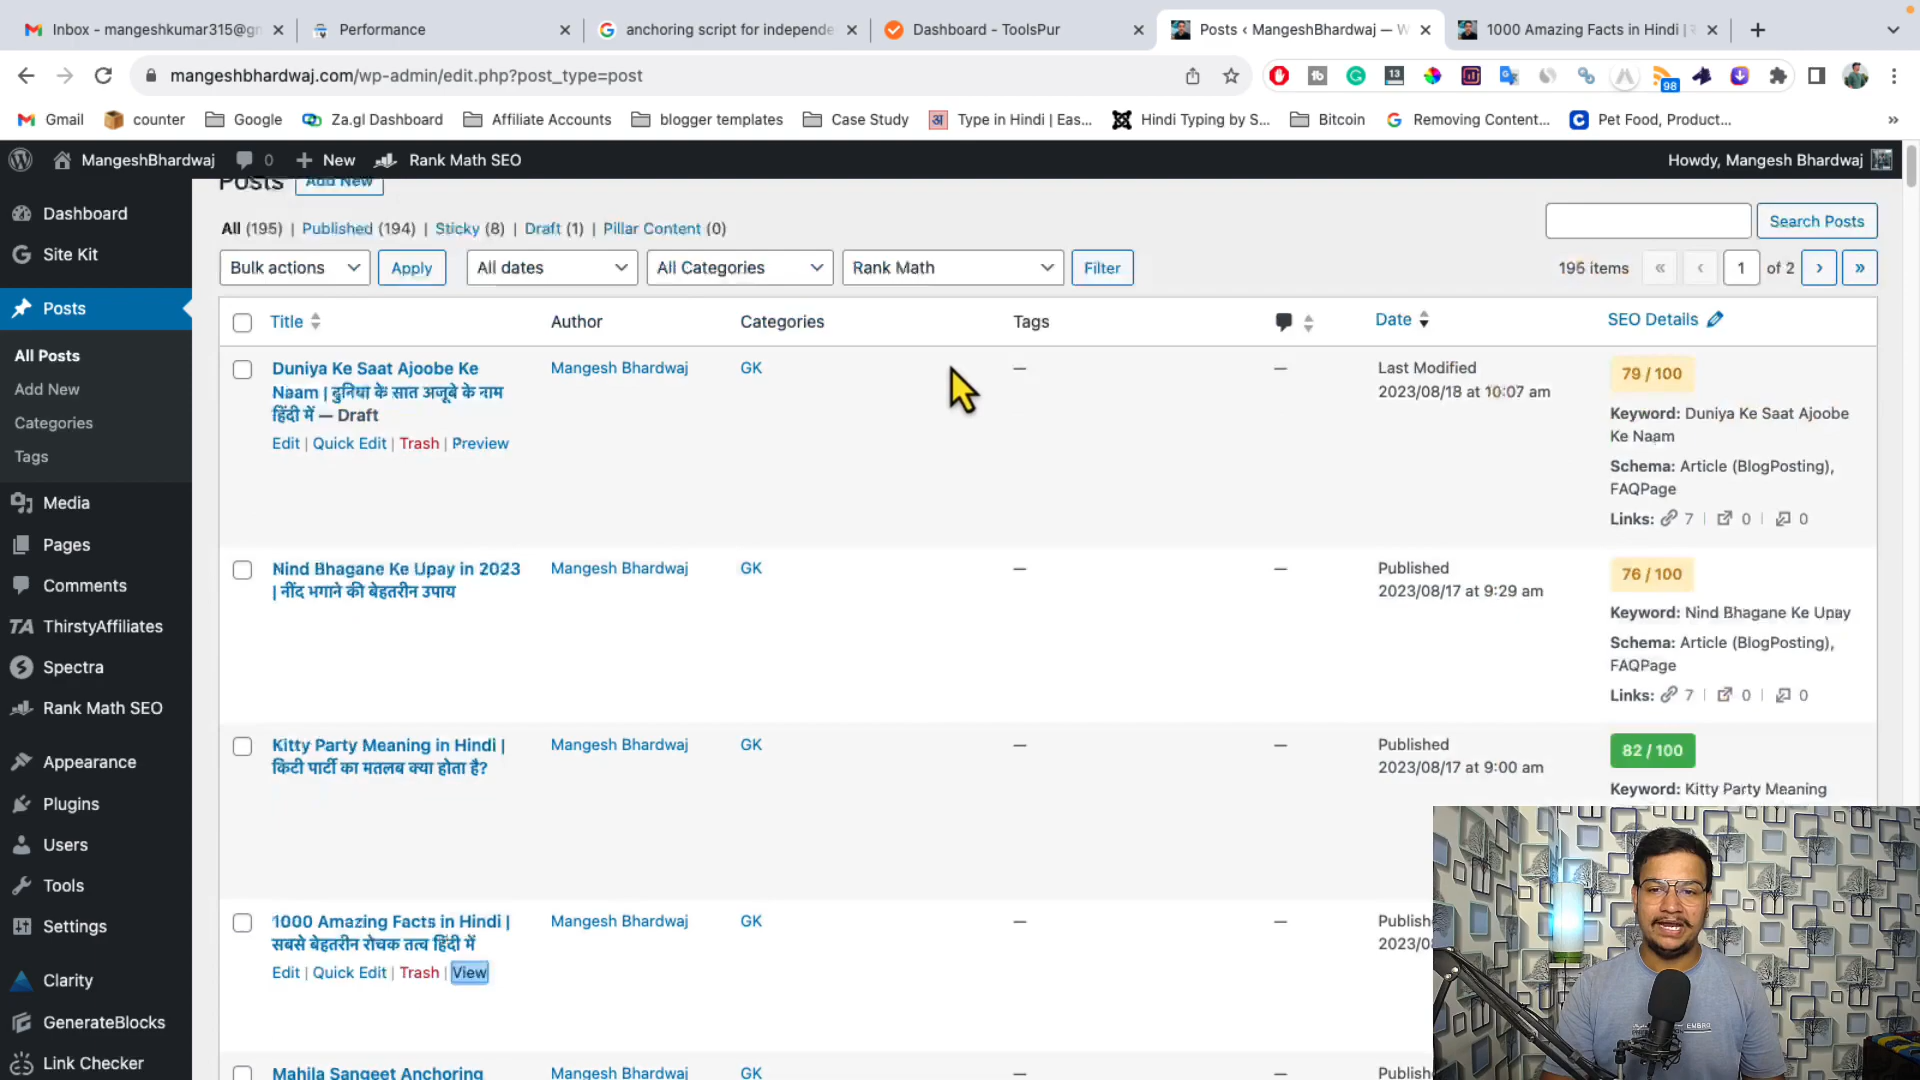 Inbox - mangeshkumar315@gn
Performance
anchoring script for independe
Dashboard - ToolsPur
Posts ‹ MangeshBhardwaj — W
1000 Amazing Facts in Hindi |
mangeshbhardwaj.com/wp-admin/edit.php?post_type=post
13
98
Gmail
counter
Google
Za.gl Dashboard
Affiliate Accounts
blogger templates
Case Study
Type in Hindi | Eas...
Hindi Typing by S...
Bitcoin
Removing Content...
Pet Food, Product...
»
MangeshBhardwaj
0
New
Rank Math SEO
Howdy, Mangesh Bhardwaj
Posts
Add New
All (195) | Published (194) | Sticky (8) | Draft (1) | Pillar Content (0)
Search Posts
Bulk actions
Apply
All dates
All Categories
Rank Math
Filter
195 items
« ‹ 1 of 2 › »
Dashboard
Site Kit
Posts
All Posts
Add New
Categories
Tags
Media
Pages
Comments
TA ThirstyAffiliates
Spectra
Rank Math SEO
Appearance
Plugins
Users
Tools
Settings
Clarity
GenerateBlocks
Link Checker
Title
Author
Categories
Tags
Date
SEO Details
Duniya Ke Saat Ajoobe Ke
Naam | दुनिया के सात अजूबे के नाम
हिंदी में — Draft
Edit | Quick Edit | Trash | Preview
Mangesh Bhardwaj
GK
—
—
Last Modified
2023/08/18 at 10:07 am
79 / 100
Keyword: Duniya Ke Saat Ajoobe
Ke Naam
Schema: Article (BlogPosting),
FAQPage
Links: 7 | 0 | 0
Nind Bhagane Ke Upay in 2023
| नींद भगाने की बेहतरीन उपाय
Mangesh Bhardwaj
GK
—
—
Published
2023/08/17 at 9:29 am
76 / 100
Keyword: Nind Bhagane Ke Upay
Schema: Article (BlogPosting),
FAQPage
Links: 7 | 0 | 0
Kitty Party Meaning in Hindi |
किटी पार्टी का मतलब क्या होता है?
Mangesh Bhardwaj
GK
—
—
Published
2023/08/17 at 9:00 am
82 / 100
Keyword: Kitty Party Meaning
1000 Amazing Facts in Hindi |
सबसे बेहतरीन रोचक तत्व हिंदी में
Edit | Quick Edit | Trash | View
Mangesh Bhardwaj
GK
—
—
Publish
2023/0
Mahila Sangeet Anchoring
Mangesh Bhardwaj
GK
—
—
Publish